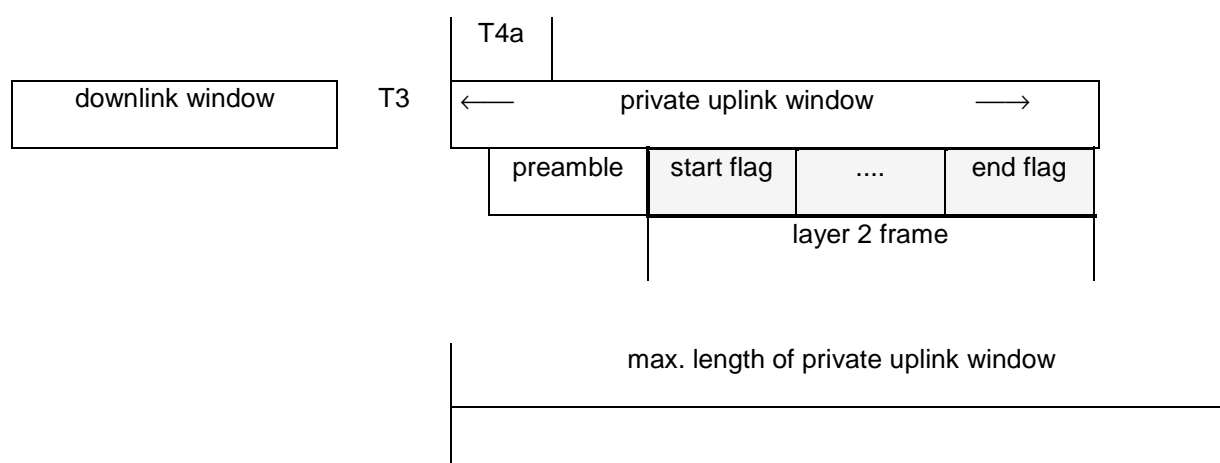 T4a
downlink window T3 ←— private uplink window —→
preamble start flag .... end flag
layer 2 frame
max. length of private uplink window